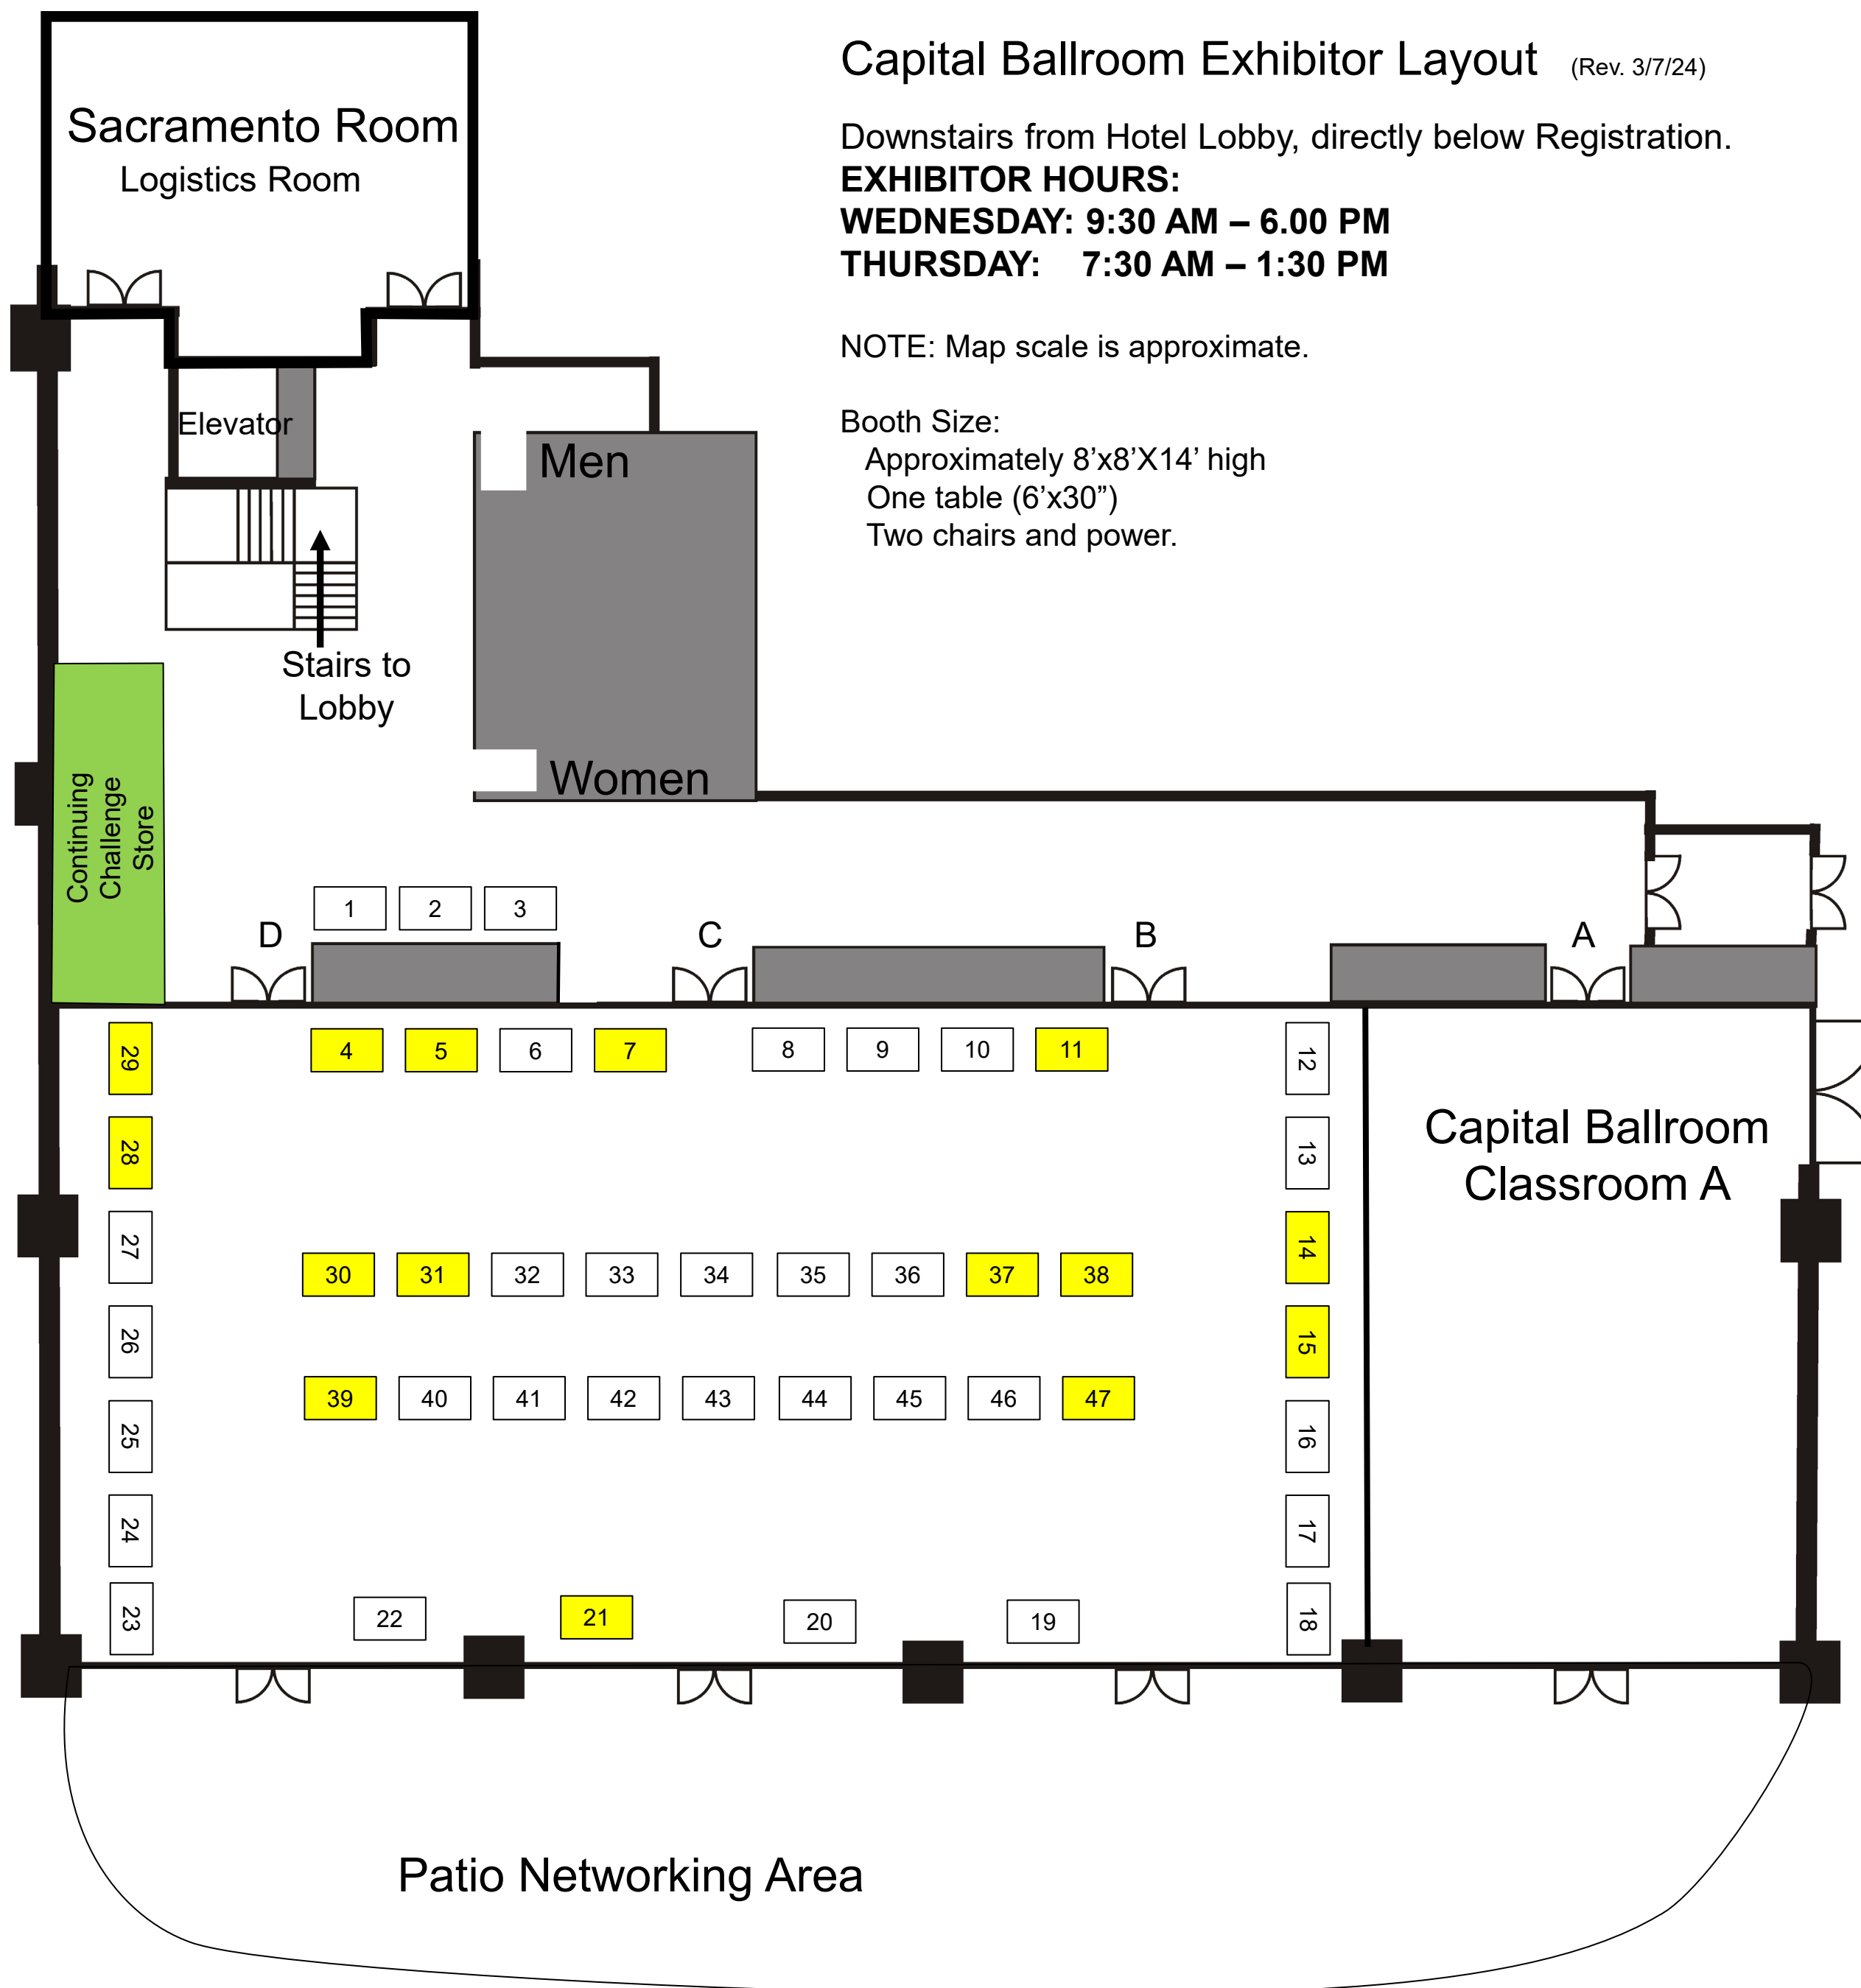 Capital Ballroom Exhibitor Layout (Rev. 3/7/24)
Downstairs from Hotel Lobby, directly below Registration.
EXHIBITOR HOURS:
WEDNESDAY: 9:30 AM – 6.00 PM
THURSDAY: 7:30 AM – 1:30 PM
NOTE: Map scale is approximate.
Booth Size:
Approximately 8’x8’X14’ high
One table (6’x30”)
Two chairs and power.
Sacramento Room
Logistics Room
Elevator
Men
Stairs to
Lobby
Women
Continuing
Challenge
Store
1 2 3
D C B A
29
4 5 6 7 8 9 10 11
12
28
13
Capital Ballroom
Classroom A
27
14
30 31 32 33 34 35 36 37 38
26
15
39 40 41 42 43 44 45 46 47
25
16
24
17
23
22 21 20 19
18
Patio Networking Area